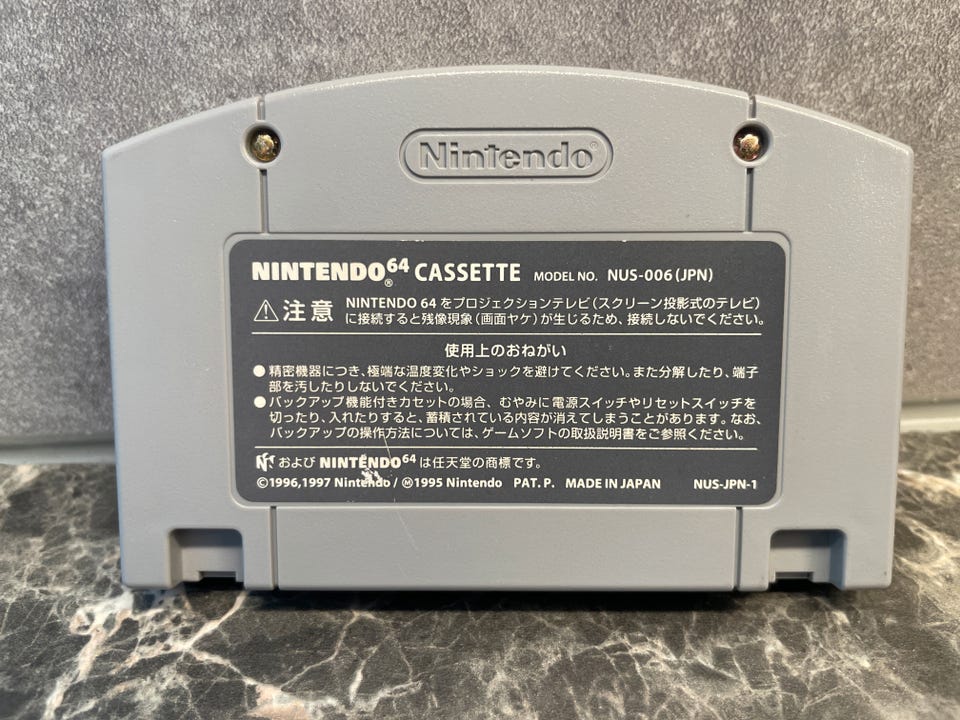 Nintendo®
NINTENDO®64 CASSETTE MODEL NO. NUS-006(JPN)
注意 NINTENDO 64をプロジェクションテレビ(スクリーン投影式のテレビ)
に接続すると残像現象(画面ヤケ)が生じるため、接続しないでください。
使用上のおねがい
●精密機器につき、極端な温度変化やショックを避けてください。また分解したり、端子
部を汚したりしないでください。
●バックアップ機能付きカセットの場合、むやみに電源スイッチやリセットスイッチを
切ったり、入れたりすると、蓄積されている内容が消えてしまうことがあります。なお、
バックアップの操作方法については、ゲームソフトの取扱説明書をご参照ください。
および NINTENDO64 は任天堂の商標です。
©1996,1997 Nintendo / Ⓜ1995 Nintendo PAT. P. MADE IN JAPAN NUS-JPN-1